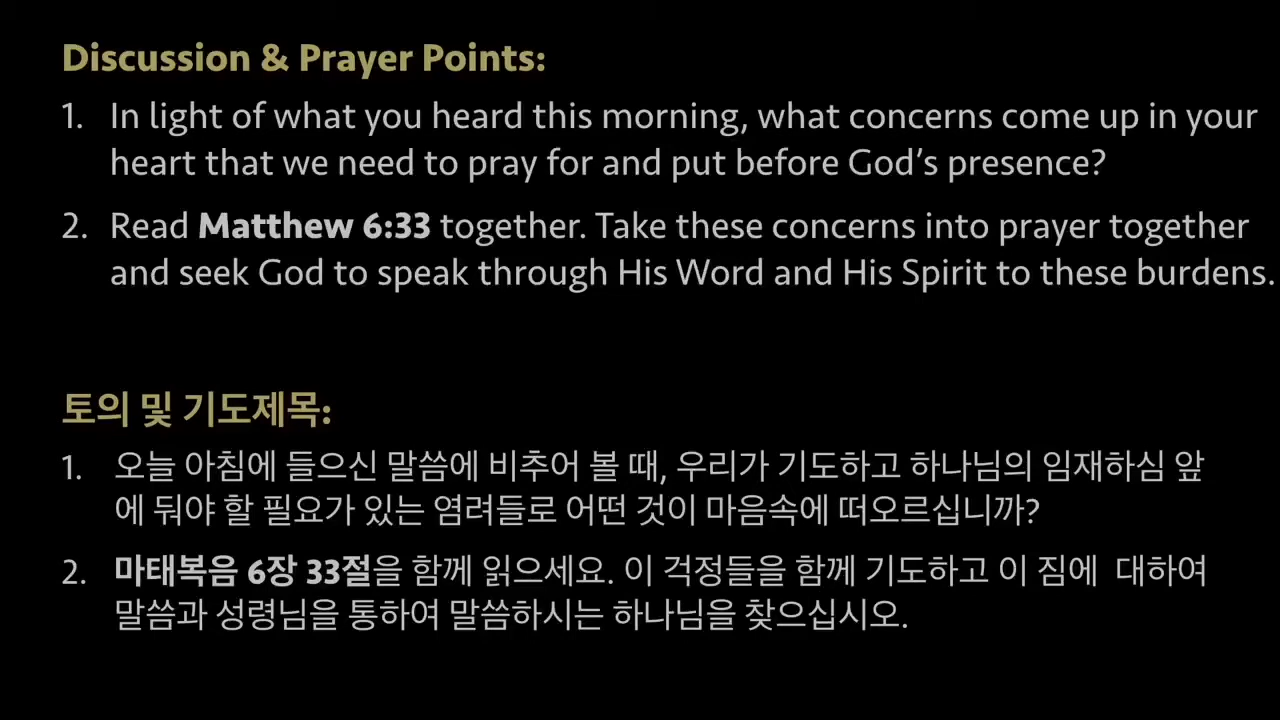 Discussion & Prayer Points:
1. In light of what you heard this morning, what concerns come up in your
heart that we need to pray for and put before God's presence?
2. Read Matthew 6:33 together. Take these concerns into prayer together
and seek God to speak through His Word and His Spirit to these burdens.
토의 및 기도제목:
1. 오늘 아침에 들으신 말씀에 비추어 볼 때, 우리가 기도하고 하나님의 임재하심 앞
에 둬야 할 필요가 있는 염려들로 어떤 것이 마음속에 떠오르십니까?
2. 마태복음 6장 33절을 함께 읽으세요. 이 걱정들을 함께 기도하고 이 짐에 대하여
말씀과 성령님을 통하여 말씀하시는 하나님을 찾으십시오.